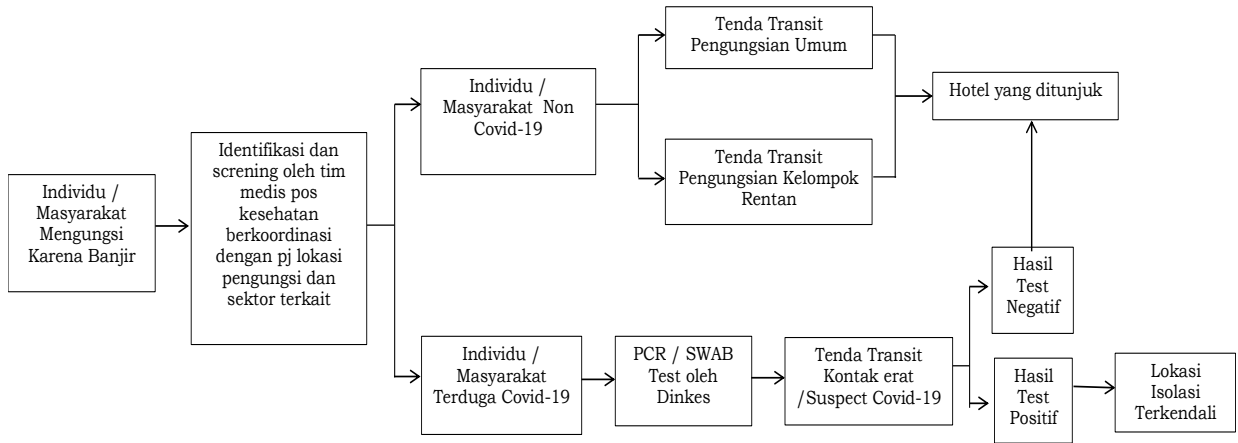 Individu /
Masyarakat
Mengungsi
Karena Banjir
Identifikasi dan
screning oleh tim
medis pos
kesehatan
berkoordinasi
dengan pj lokasi
pengungsi dan
sektor terkait
Individu /
Masyarakat Non
Covid-19
Tenda Transit
Pengungsian Umum
Tenda Transit
Pengungsian Kelompok
Rentan
Hotel yang ditunjuk
Individu /
Masyarakat
Terduga Covid-19
PCR / SWAB
Test oleh
Dinkes
Tenda Transit
Kontak erat
/Suspect Covid-19
Hasil
Test
Negatif
Hasil
Test
Positif
Lokasi
Isolasi
Terkendali